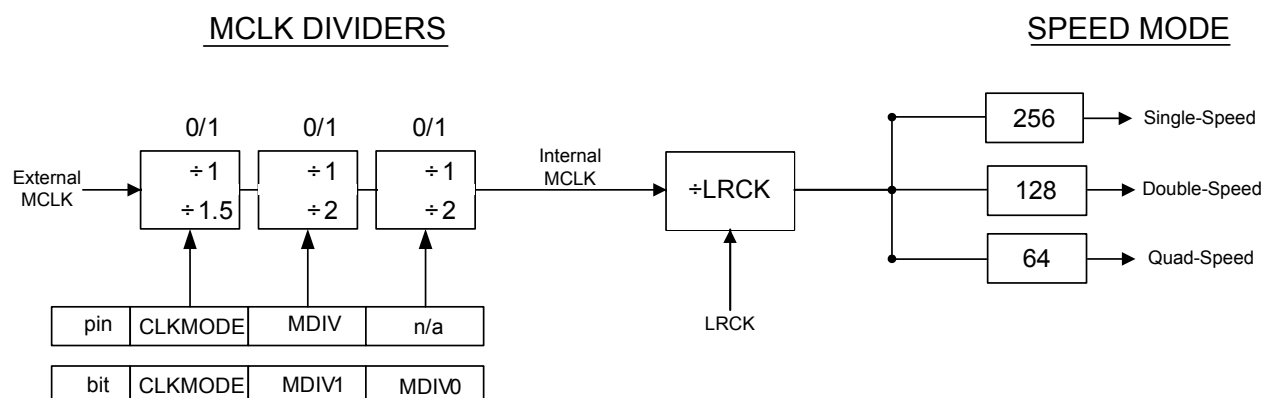 MCLK DIVIDERS
SPEED MODE
0/1 0/1 0/1
External
MCLK
÷1
÷1.5
÷1
÷2
÷1
÷2
Internal
MCLK
÷LRCK
LRCK
256
Single-Speed
128
Double-Speed
64
Quad-Speed
pin CLKMODE MDIV n/a
bit CLKMODE MDIV1 MDIV0